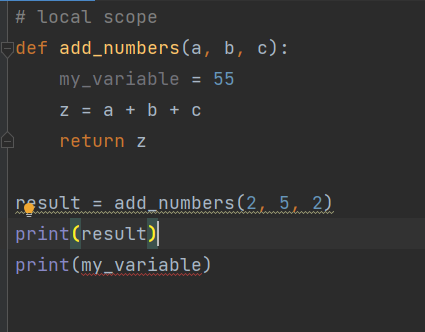 # local scope
def add_numbers(a, b, c):
    my_variable = 55
    z = a + b + c
    return z

result = add_numbers(2, 5, 2)
print(result)
print(my_variable)